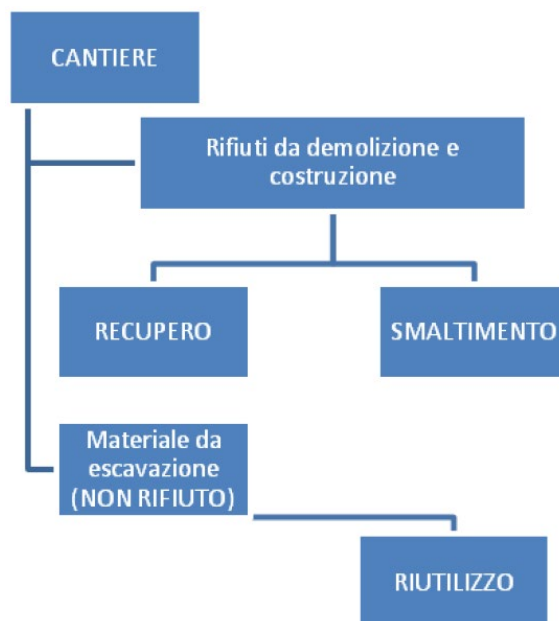 CANTIERE
Rifiuti da demolizione e
costruzione
RECUPERO
SMALTIMENTO
Materiale da
escavazione
(NON RIFIUTO)
RIUTILIZZO